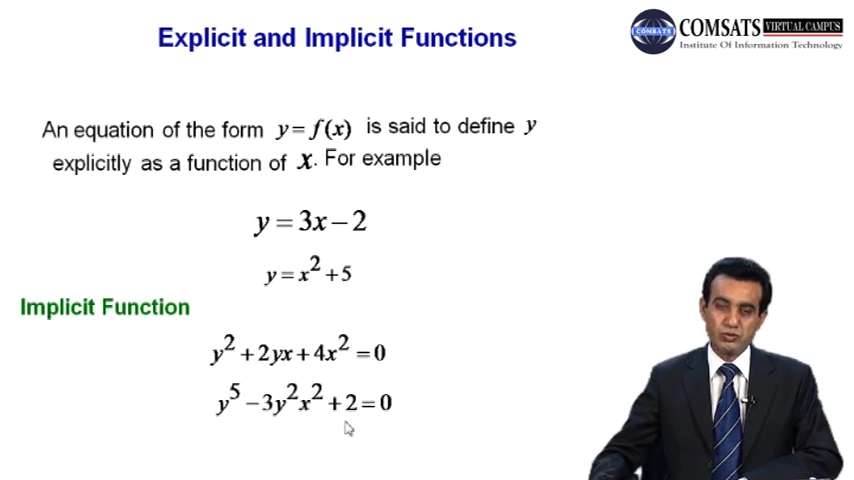 Explicit and Implicit Functions
COMSATS VIRTUAL CAMPUS
Institute Of Information Technology
COMSATS
An equation of the form y = f(x) is said to define y
explicitly as a function of x. For example
y = 3x − 2
y = x² + 5
Implicit Function
y² + 2yx + 4x² = 0
y⁵ − 3y²x² + 2 = 0